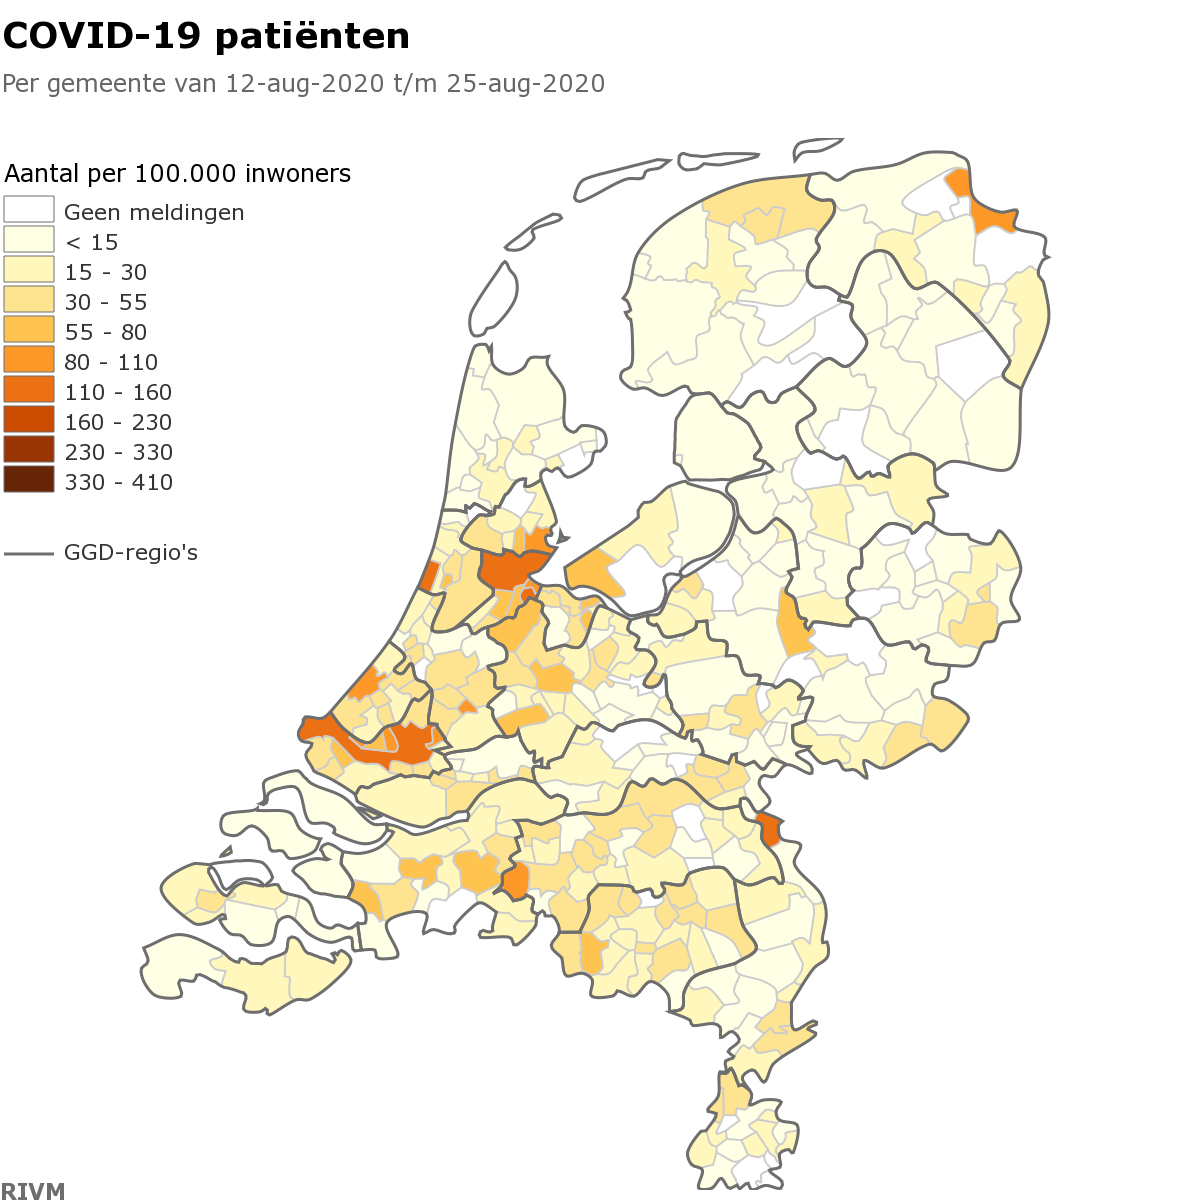 COVID-19 patiënten
Per gemeente van 12-aug-2020 t/m 25-aug-2020
Aantal per 100.000 inwoners
Geen meldingen
< 15
15 - 30
30 - 55
55 - 80
80 - 110
110 - 160
160 - 230
230 - 330
330 - 410
GGD-regio's
RIVM